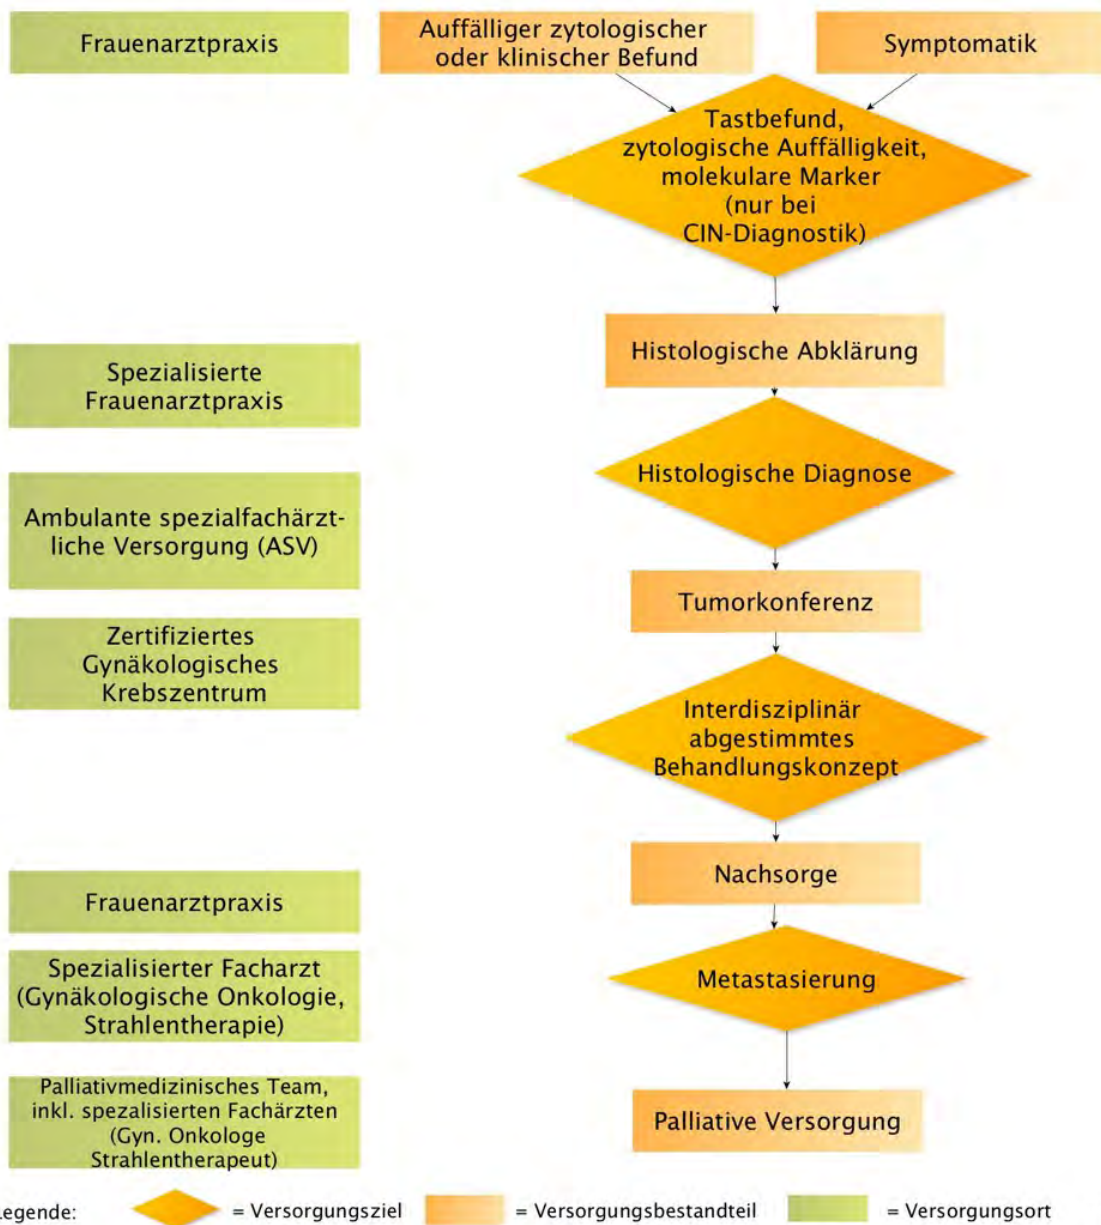 Frauenarztpraxis
Auffälliger zytologischer
oder klinischer Befund
Symptomatik
Tastbefund,
zytologische Auffälligkeit,
molekulare Marker
(nur bei
CIN-Diagnostik)
Histologische Abklärung
Spezialisierte
Frauenarztpraxis
Histologische Diagnose
Ambulante spezialfachärzt-
liche Versorgung (ASV)
Tumorkonferenz
Zertifiziertes
Gynäkologisches
Krebszentrum
Interdisziplinär
abgestimmtes
Behandlungskonzept
Nachsorge
Frauenarztpraxis
Spezialisierter Facharzt
(Gynäkologische Onkologie,
Strahlentherapie)
Metastasierung
Palliativmedizinisches Team,
inkl. spezalisierten Fachärzten
(Gyn. Onkologe
Strahlentherapeut)
Palliative Versorgung
Legende: = Versorgungsziel = Versorgungsbestandteil = Versorgungsort